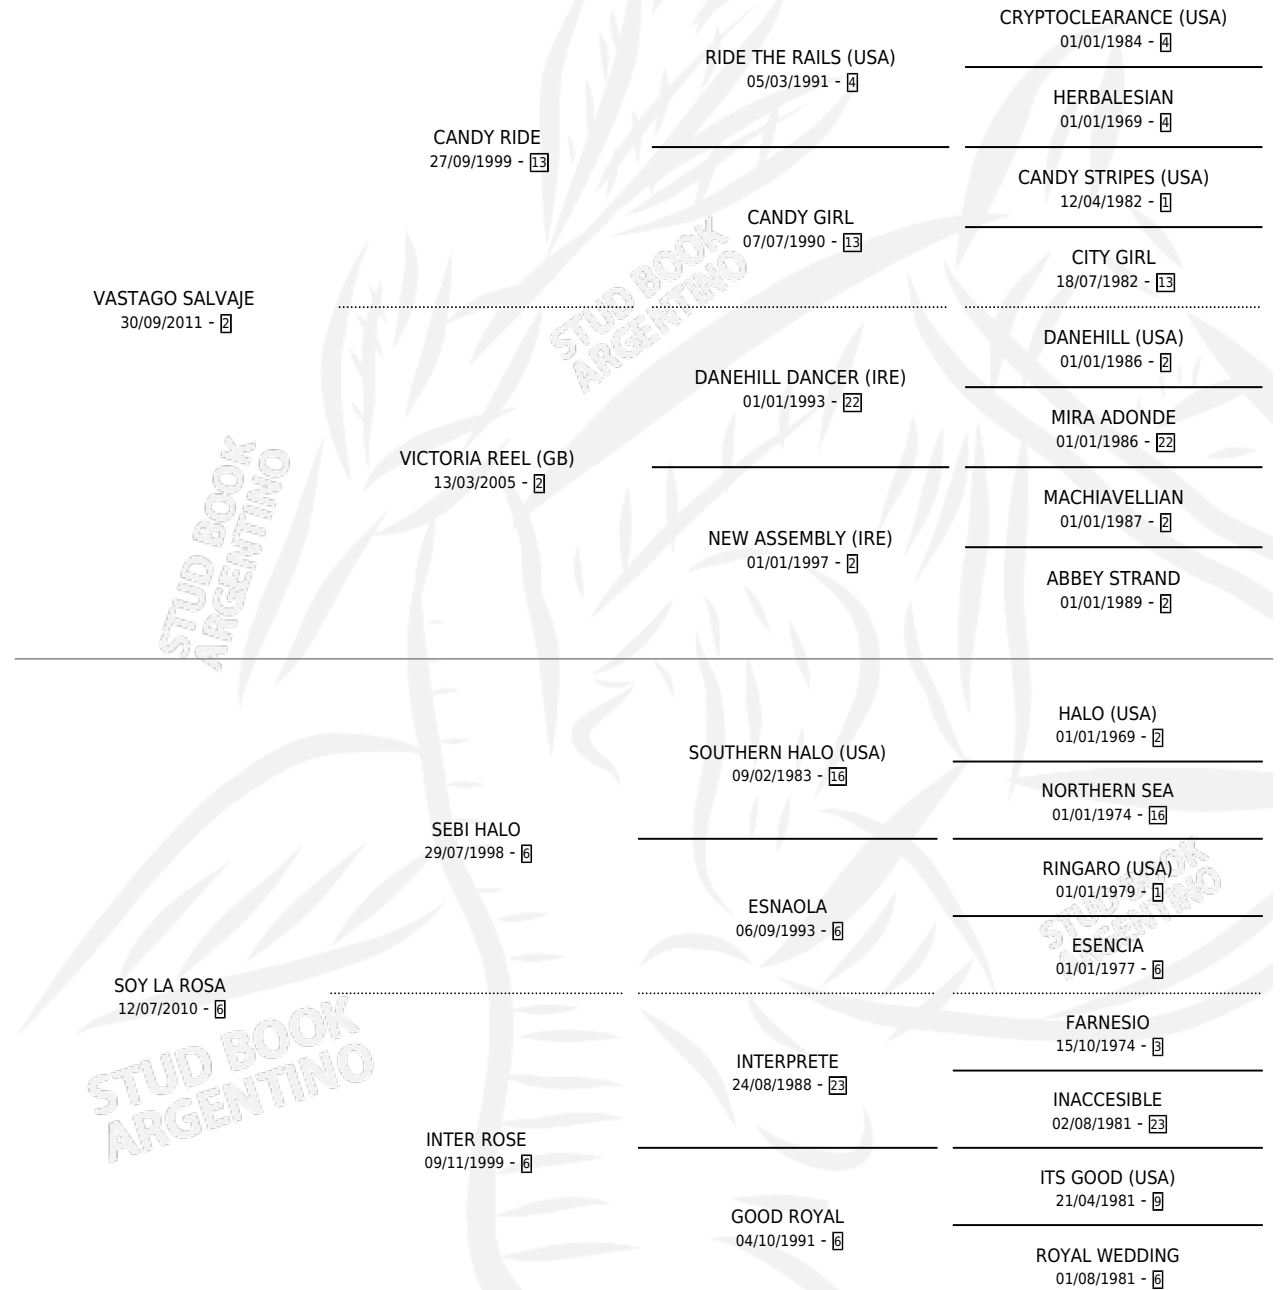 CRYPTOCLEARANCE (USA)
01/01/1984 - 4
RIDE THE RAILS (USA)
05/03/1991 - 4
HERBALESIAN
01/01/1969 - 4
CANDY RIDE
27/09/1999 - 13
CANDY STRIPES (USA)
12/04/1982 - 1
CANDY GIRL
07/07/1990 - 13
CITY GIRL
18/07/1982 - 13
VASTAGO SALVAJE
30/09/2011 - 2
DANEHILL (USA)
01/01/1986 - 2
DANEHILL DANCER (IRE)
01/01/1993 - 22
MIRA ADONDE
01/01/1986 - 22
VICTORIA REEL (GB)
13/03/2005 - 2
MACHIAVELLIAN
01/01/1987 - 2
NEW ASSEMBLY (IRE)
01/01/1997 - 2
ABBEY STRAND
01/01/1989 - 2
HALO (USA)
01/01/1969 - 2
SOUTHERN HALO (USA)
09/02/1983 - 16
NORTHERN SEA
01/01/1974 - 16
SEBI HALO
29/07/1998 - 6
RINGARO (USA)
01/01/1979 - 1
ESNAOLA
06/09/1993 - 6
ESENCIA
01/01/1977 - 6
SOY LA ROSA
12/07/2010 - 6
FARNESIO
15/10/1974 - 3
INTERPRETE
24/08/1988 - 23
INACCESIBLE
02/08/1981 - 23
INTER ROSE
09/11/1999 - 6
ITS GOOD (USA)
21/04/1981 - 9
GOOD ROYAL
04/10/1991 - 6
ROYAL WEDDING
01/08/1981 - 6
STUD BOOK
ARGENTINO
STUD BOOK
ARGENTINO
STUD BOOK
ARGENTINO
STUD BOOK
ARGENTINO